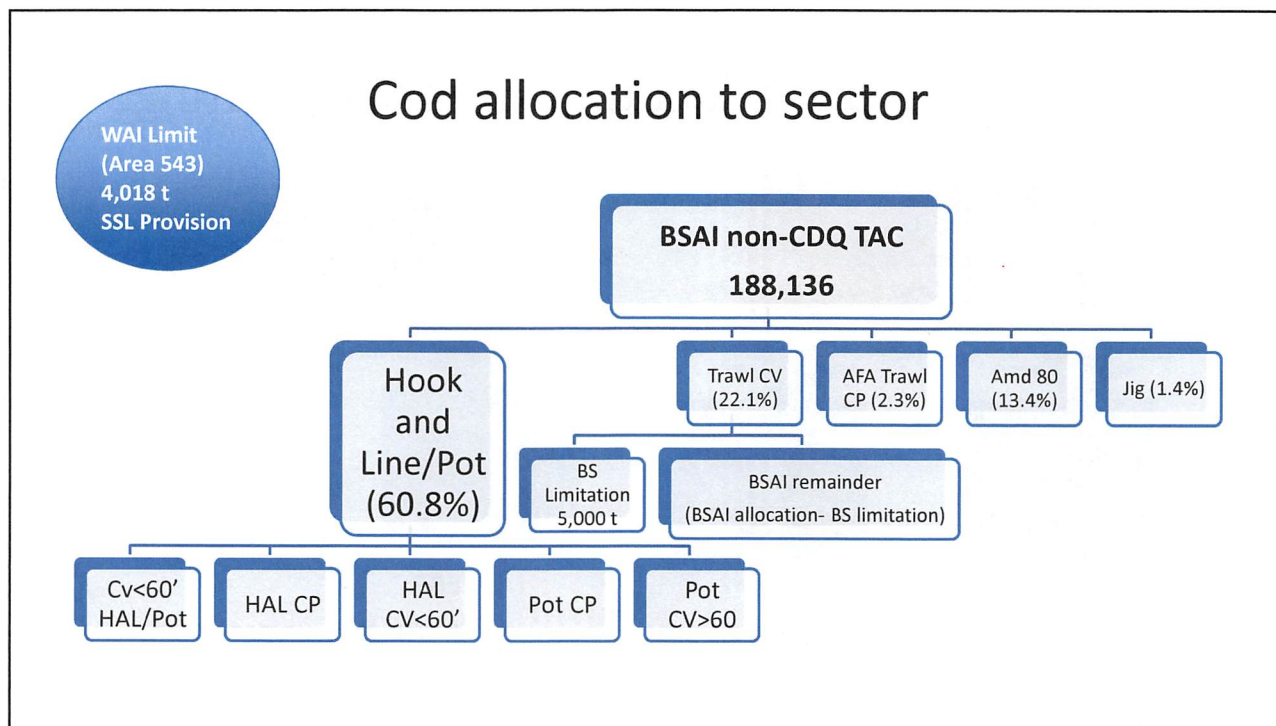 Cod allocation to sector
WAI Limit
(Area 543)
4,018 t
SSL Provision
BSAI non-CDQ TAC
188,136
Hook
and
Line/Pot
(60.8%)
Trawl CV
(22.1%)
AFA Trawl
CP (2.3%)
Amd 80
(13.4%)
Jig (1.4%)
BS
Limitation
5,000 t
BSAI remainder
(BSAI allocation- BS limitation)
Cv<60’
HAL/Pot
HAL CP
HAL
CV<60’
Pot CP
Pot
CV>60